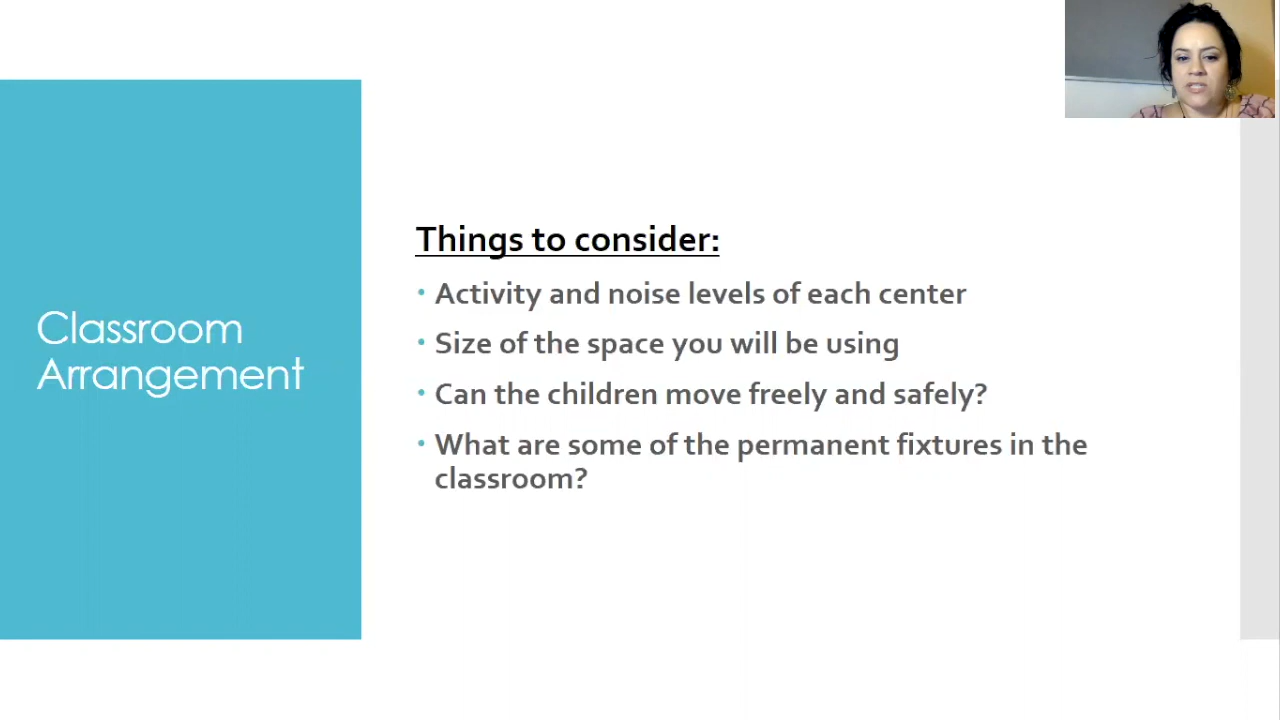 Classroom
Arrangement
Things to consider:
• Activity and noise levels of each center
• Size of the space you will be using
• Can the children move freely and safely?
• What are some of the permanent fixtures in the
classroom?